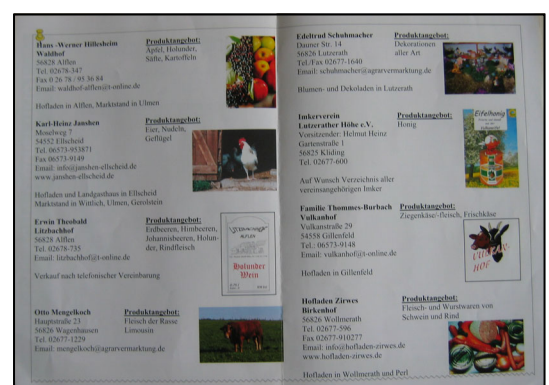 Hans -Werner Hillesheim
Waldhof
56828 Alflen
Tel. 02678-347
Fax 0 26 78 / 95 36 84
Email: waldhof-alflen@t-online.de
Produktangebot:
Äpfel, Holunder,
Säfte, Kartoffeln
Hofladen in Alflen, Marktstand in Ulmen
Karl-Heinz Janshen
Moselweg 7
54552 Ellscheid
Tel. 06573-953871
Fax 06573-9149
Email: info@janshen-ellscheid.de
www.janshen-ellscheid.de
Produktangebot:
Eier, Nudeln,
Geflügel
Hofladen und Landgasthaus in Ellscheid
Marktstand in Wittlich, Ulmen, Gerolstein
Erwin Theobald
Litzbachhof
56828 Alflen
Tel. 02678-735
Email: litzbachhof@t-online.de
Produktangebot:
Erdbeeren, Himbeeren,
Johannisbeeren, Holun-
der, Rindfleisch
Verkauf nach telefonischer Vereinbarung
Holunder
Wein
Otto Mengelkoch
Hauptstraße 23
56826 Wagenhausen
Tel. 02677-1229
Email: mengelkoch@agrarvermarktung.de
Produktangebot:
Fleisch der Rasse
Limousin
Edeltrud Schuhmacher
Dauner Str. 14
56826 Lutzerath
Tel./Fax 02677-1640
Email: schumacher@agrarvermarktung.de
Produktangebot:
Dekorationen
aller Art
Blumen- und Dekoladen in Lutzerath
Imkerverein
Lutzerather Höhe e.V.
Vorsitzender: Helmut Heinz
Gartenstraße 1
56825 Kliding
Tel. 02677-600
Produktangebot:
Honig
Eifelhonig
Auf Wunsch Verzeichnis aller
vereinsangehörigen Imker
Familie Thommes-Burbach
Vulkanhof
Vulkanstraße 29
54558 Gillenfeld
Tel.: 06573-9148
Email: vulkanhof@t-online.de
Produktangebot:
Ziegenkäse/-fleisch, Frischkäse
VULKAN-
HOF
Hofladen in Gillenfeld
Hofladen Zirwes
Birkenhof
56826 Wollmerath
Tel. 02677-596
Fax 02677-910277
Email: info@hofladen-zirwes.de
www.hofladen-zirwes.de
Produktangebot:
Fleisch- und Wurstwaren von
Schwein und Rind
Hofladen in Wollmerath und Perl